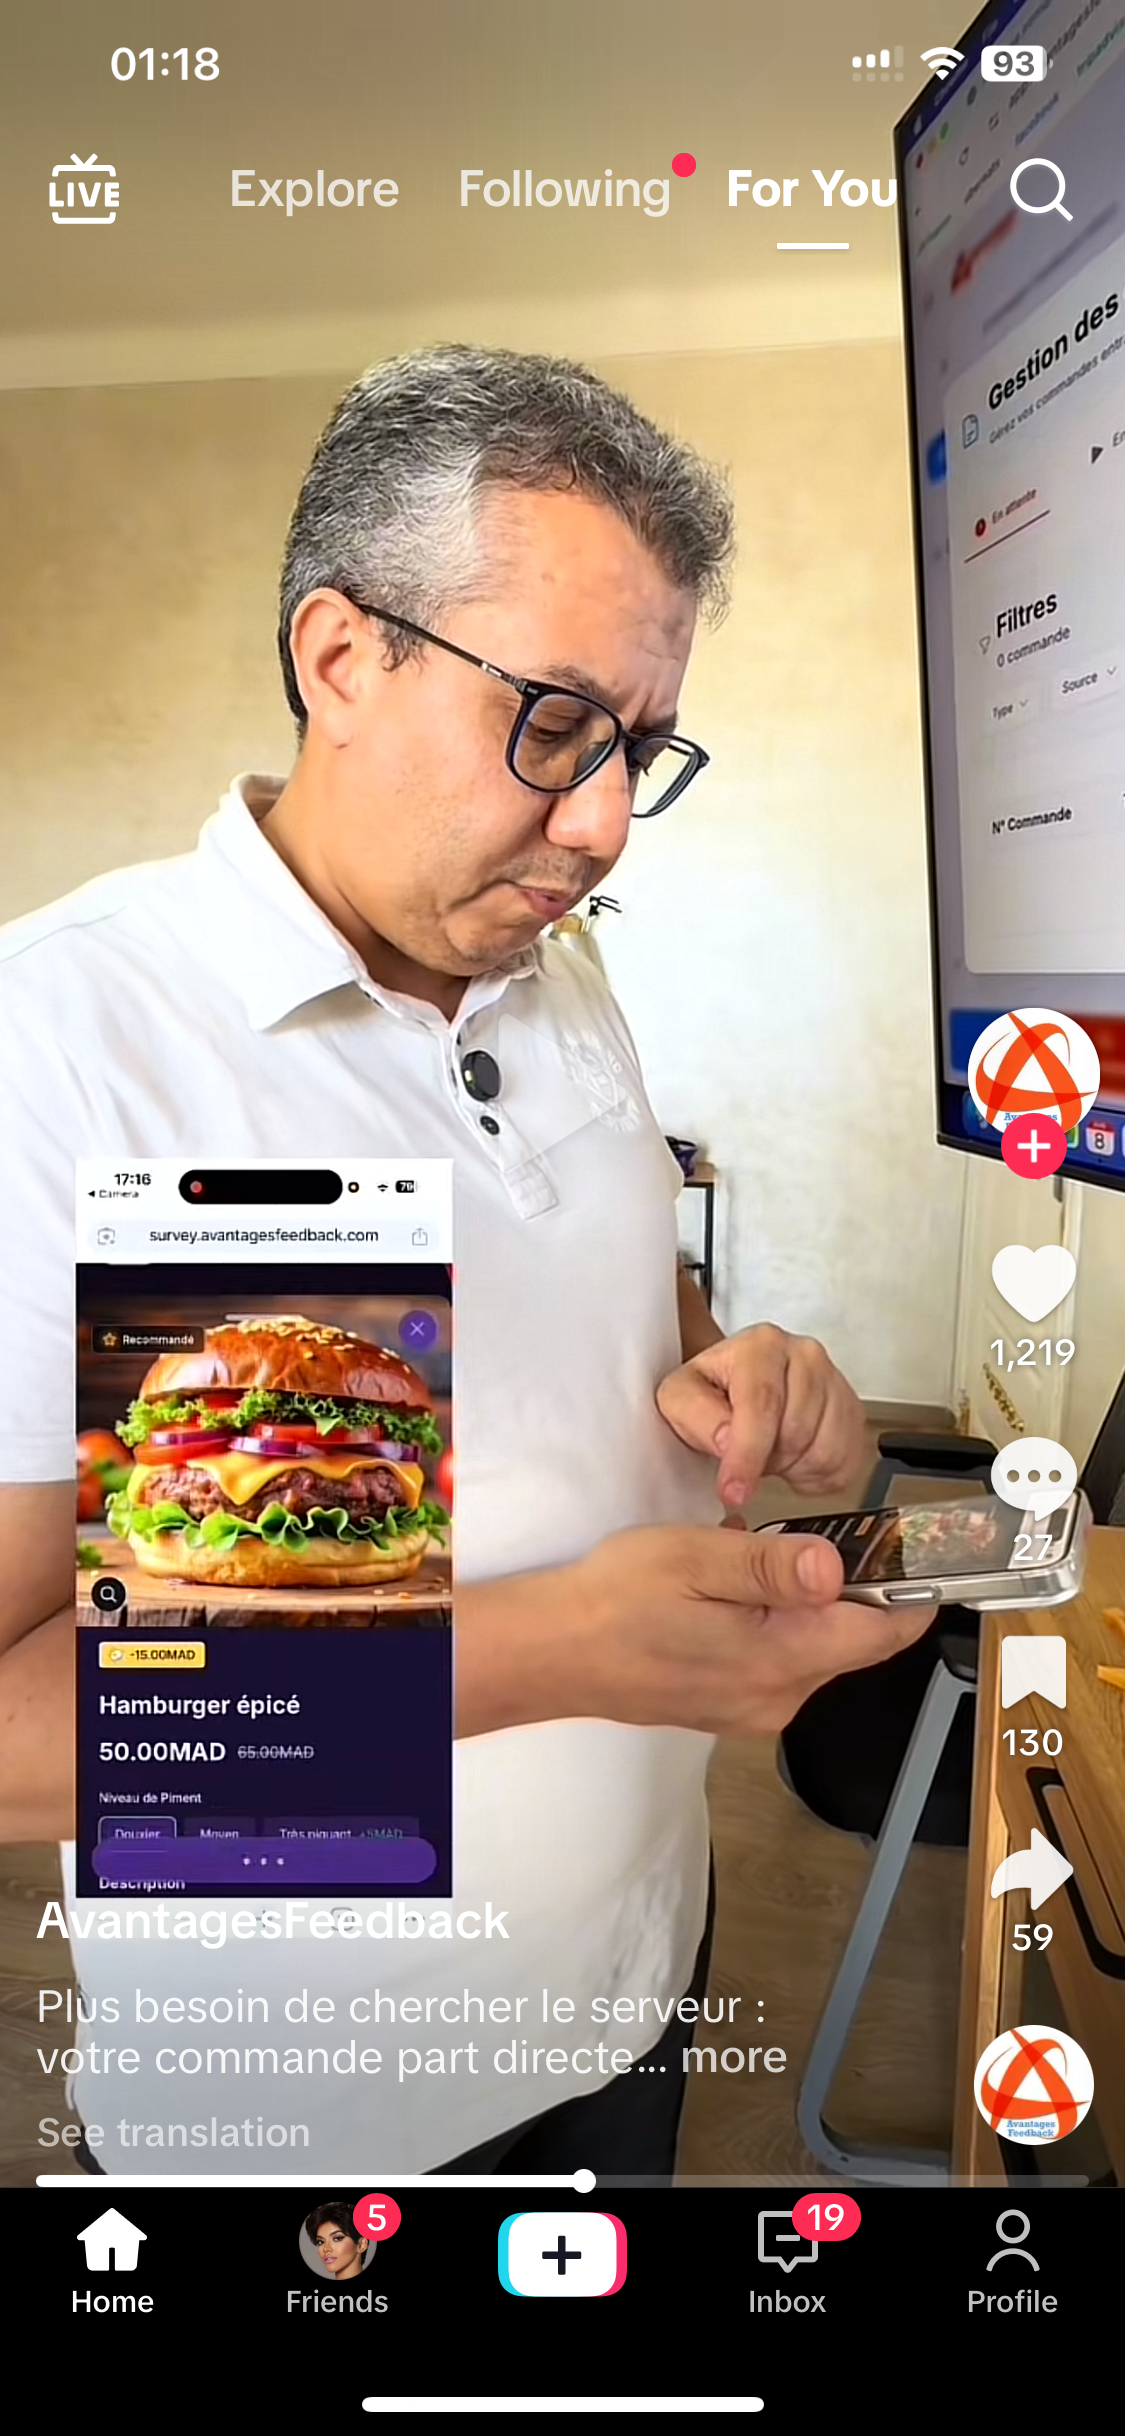 01:18
93
LIVE
Explore
Following
For You
Gestion des
Gérez vos commandes
En attente
Filtres
0 commande
Type
Source
N° Commande
8
17:16
Camera
survey.avantagesfeedback.com
Recommandé
-15.00MAD
Hamburger épicé
50.00MAD 65.00MAD
Niveau de Piment
Moyen
Très piquant +5MAD
Description
1,219
27
130
59
AvantagesFeedback
Plus besoin de chercher le serveur :
votre commande part directe... more
See translation
Avantages
Feedback
Home
5
Friends
19
Inbox
Profile